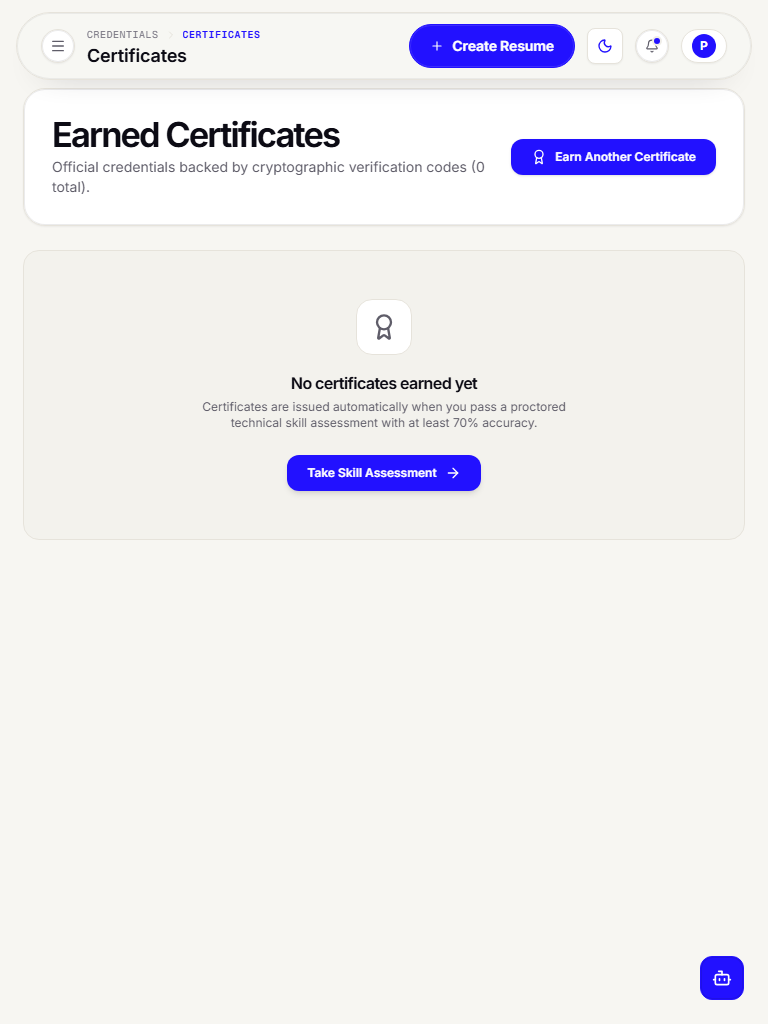 CREDENTIALS
CERTIFICATES
Certificates
Create Resume
P
Earned Certificates
Official credentials backed by cryptographic verification codes (0
total).
Earn Another Certificate
No certificates earned yet
Certificates are issued automatically when you pass a proctored
technical skill assessment with at least 70% accuracy.
Take Skill Assessment